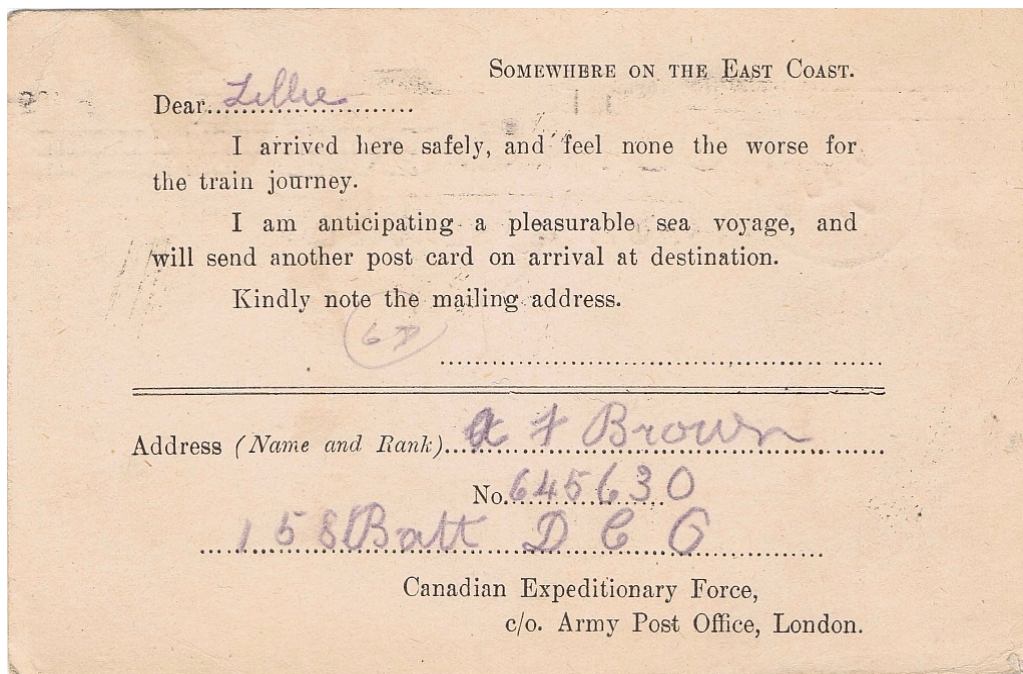 Somewhere on the East Coast.
Dear Lillie
I arrived here safely, and feel none the worse for
the train journey.
I am anticipating a pleasurable sea voyage, and
will send another post card on arrival at destination.
Kindly note the mailing address.
Address (Name and Rank) A F Brown
No. 645630
158 Batt D C O
Canadian Expeditionary Force,
c/o. Army Post Office, London.